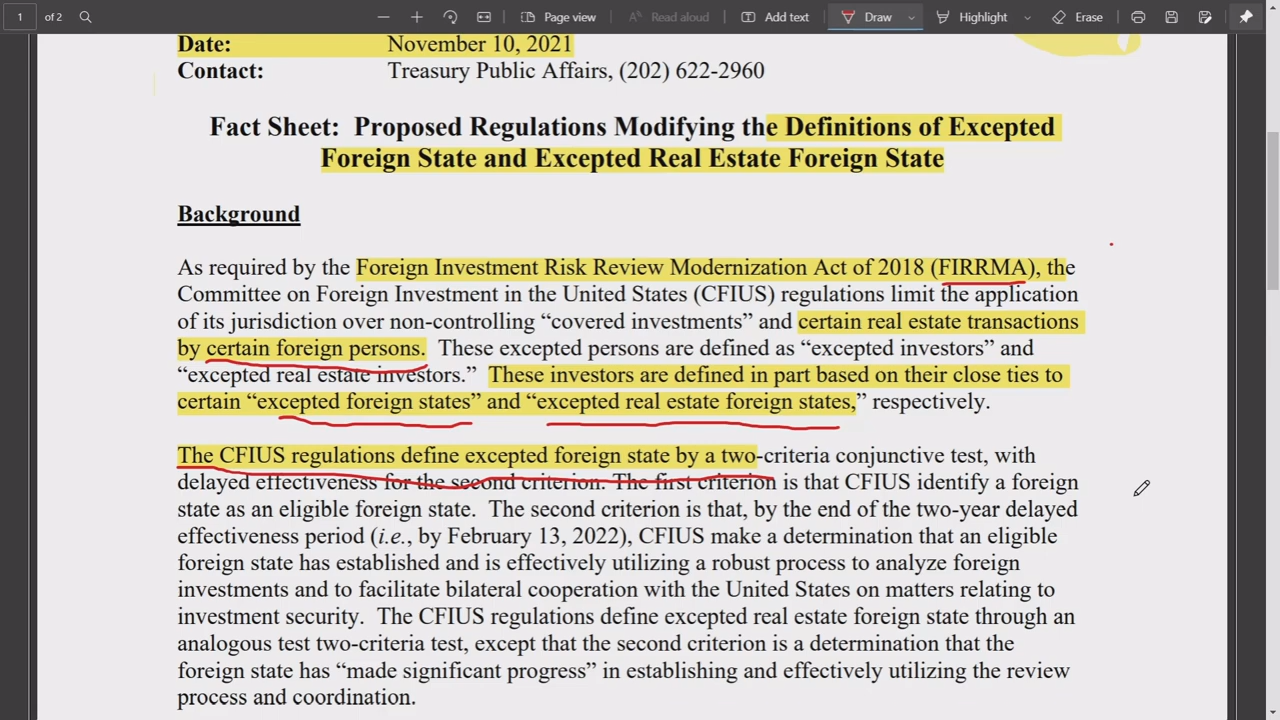 1 of 2 Page view Read aloud Add text Draw Highlight Erase
Date: November 10, 2021
Contact: Treasury Public Affairs, (202) 622-2960
Fact Sheet: Proposed Regulations Modifying the Definitions of Excepted
Foreign State and Excepted Real Estate Foreign State
Background
As required by the Foreign Investment Risk Review Modernization Act of 2018 (FIRRMA), the
Committee on Foreign Investment in the United States (CFIUS) regulations limit the application
of its jurisdiction over non-controlling “covered investments” and certain real estate transactions
by certain foreign persons. These excepted persons are defined as “excepted investors” and
“excepted real estate investors.” These investors are defined in part based on their close ties to
certain “excepted foreign states” and “excepted real estate foreign states,” respectively.
The CFIUS regulations define excepted foreign state by a two-criteria conjunctive test, with
delayed effectiveness for the second criterion. The first criterion is that CFIUS identify a foreign
state as an eligible foreign state. The second criterion is that, by the end of the two-year delayed
effectiveness period (i.e., by February 13, 2022), CFIUS make a determination that an eligible
foreign state has established and is effectively utilizing a robust process to analyze foreign
investments and to facilitate bilateral cooperation with the United States on matters relating to
investment security. The CFIUS regulations define excepted real estate foreign state through an
analogous test two-criteria test, except that the second criterion is a determination that the
foreign state has “made significant progress” in establishing and effectively utilizing the review
process and coordination.